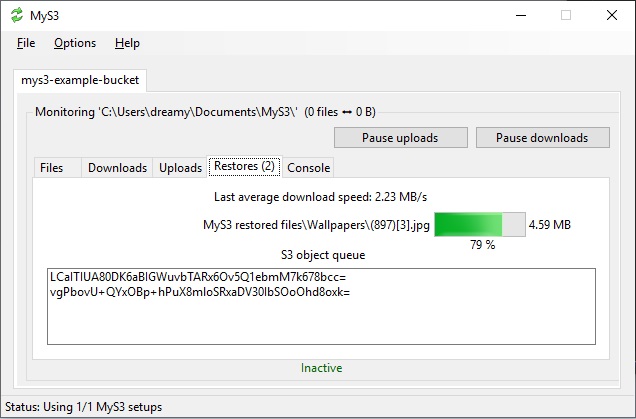 MyS3
File Options Help
mys3-example-bucket
Monitoring 'C:\Users\dreamy\Documents\MyS3\' (0 files ↔ 0 B)
Pause uploads Pause downloads
Files Downloads Uploads Restores (2) Console
Last average download speed: 2.23 MB/s
MyS3 restored files\Wallpapers\(897)[3].jpg 4.59 MB
79 %
S3 object queue
LCaITlUA80DK6aBlGWuvbTARx6Ov5Q1ebmM7k678bcc=
vgPbovU+QYxOBp+hPuX8mIoSRxaDV30lbSOoOhd8oxk=
Inactive
Status: Using 1/1 MyS3 setups